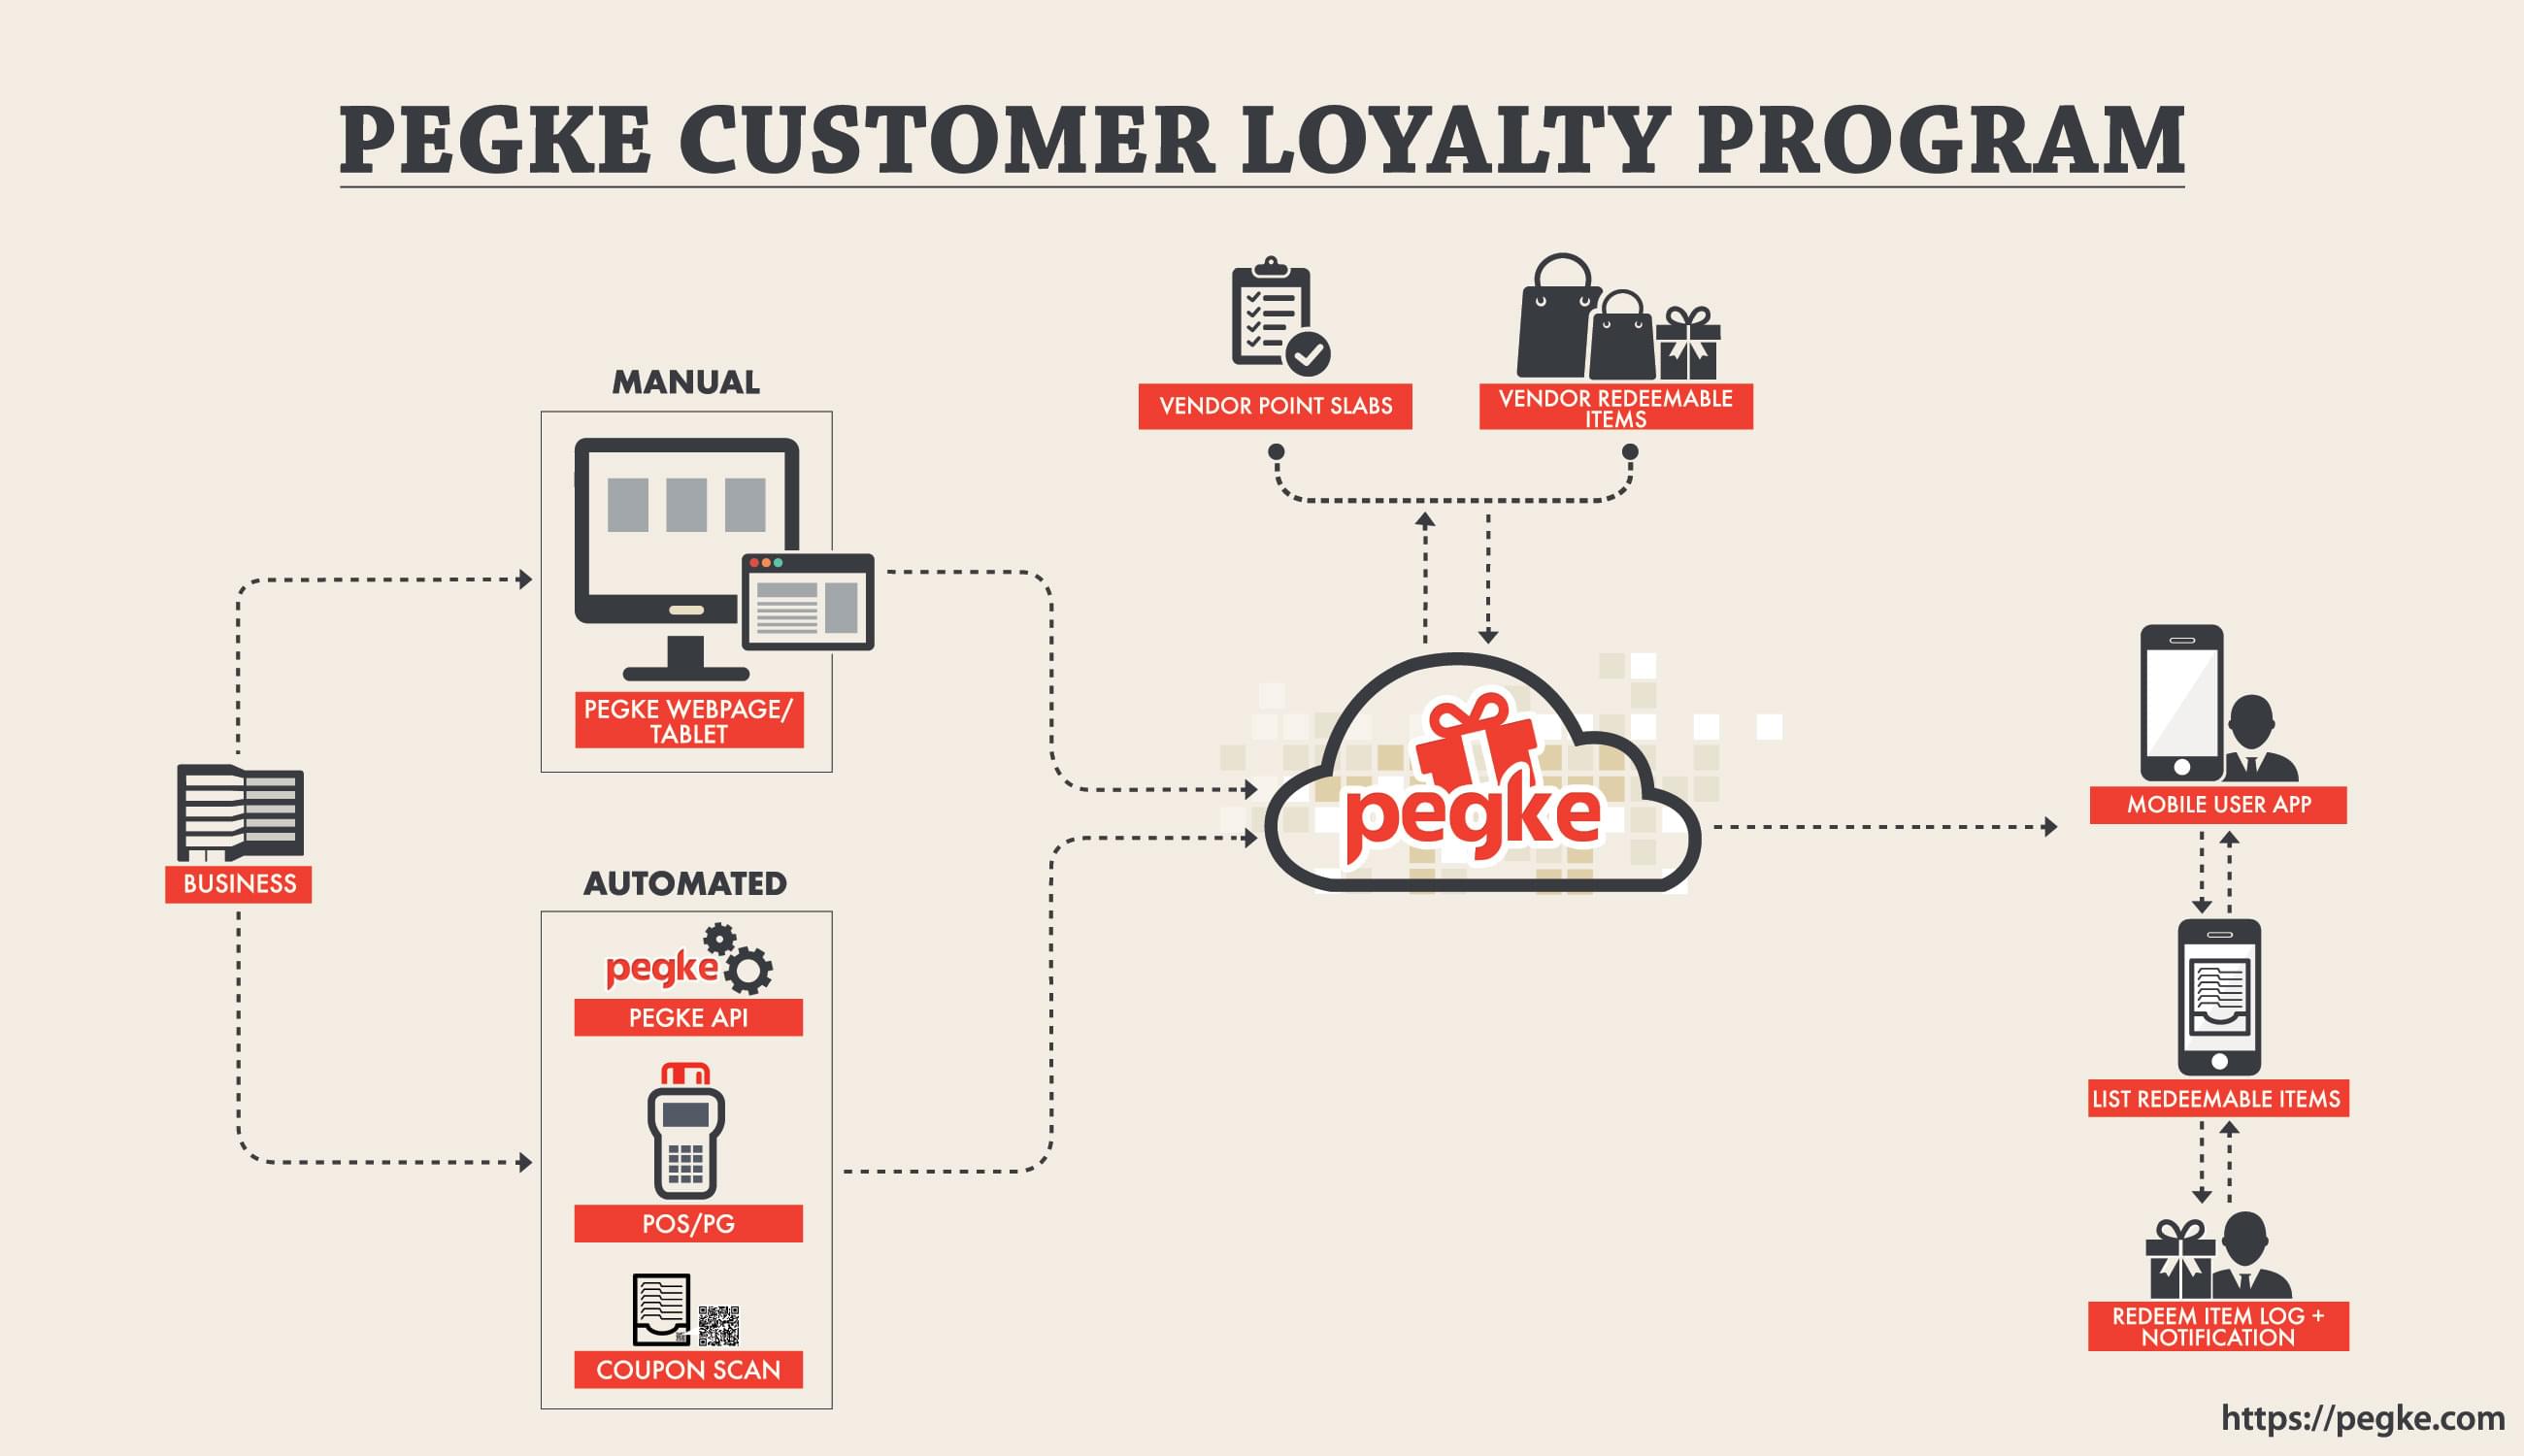 PEGKE CUSTOMER LOYALTY PROGRAM
VENDOR POINT SLABS
VENDOR REDEEMABLE
ITEMS
MANUAL
PEGKE WEBPAGE/
TABLET
BUSINESS
AUTOMATED
pegke
PEGKE API
POS/PG
COUPON SCAN
pegke
MOBILE USER APP
LIST REDEEMABLE ITEMS
REDEEM ITEM LOG +
NOTIFICATION
https://pegke.com